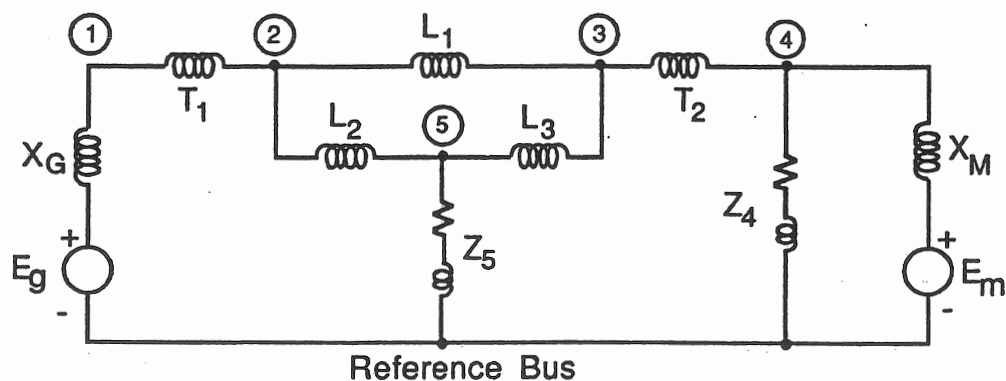 1 2 L1 3 4
T1 T2
L2 5 L3
XG XM
Z5 Z4
+ +
Eg Em
- -
Reference Bus